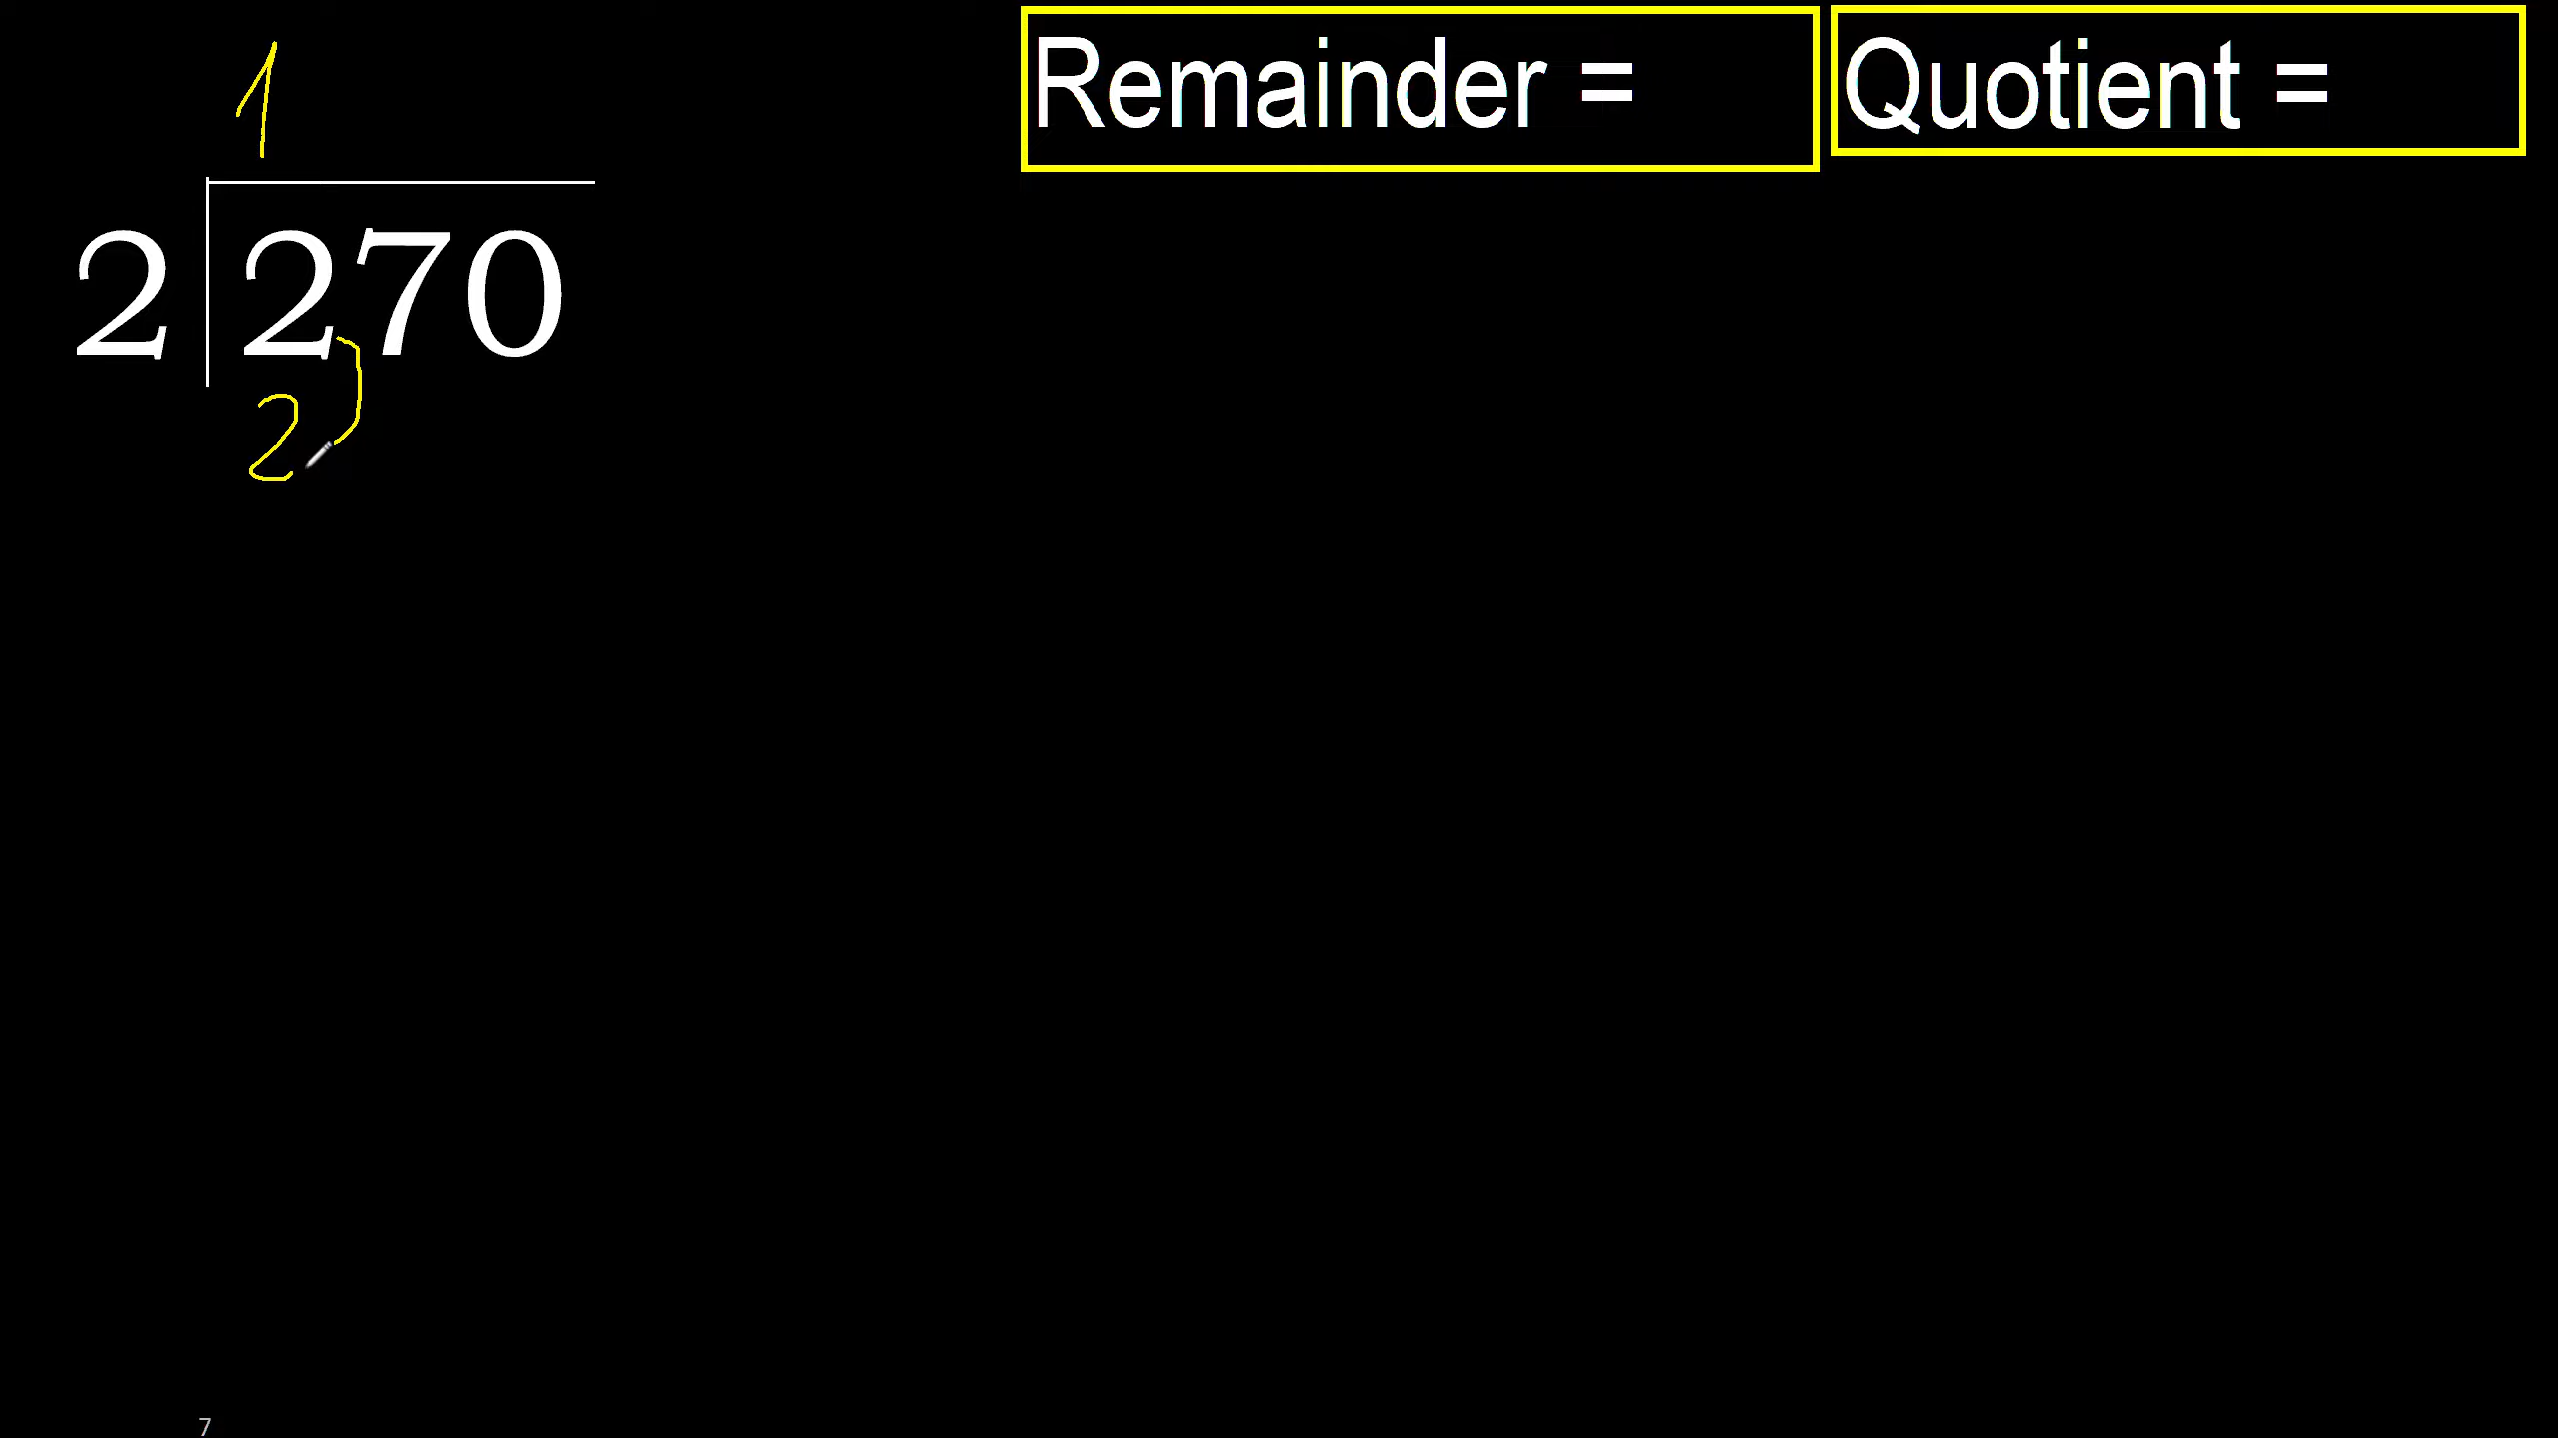 1
Remainder =
Quotient =
2 270
2
7